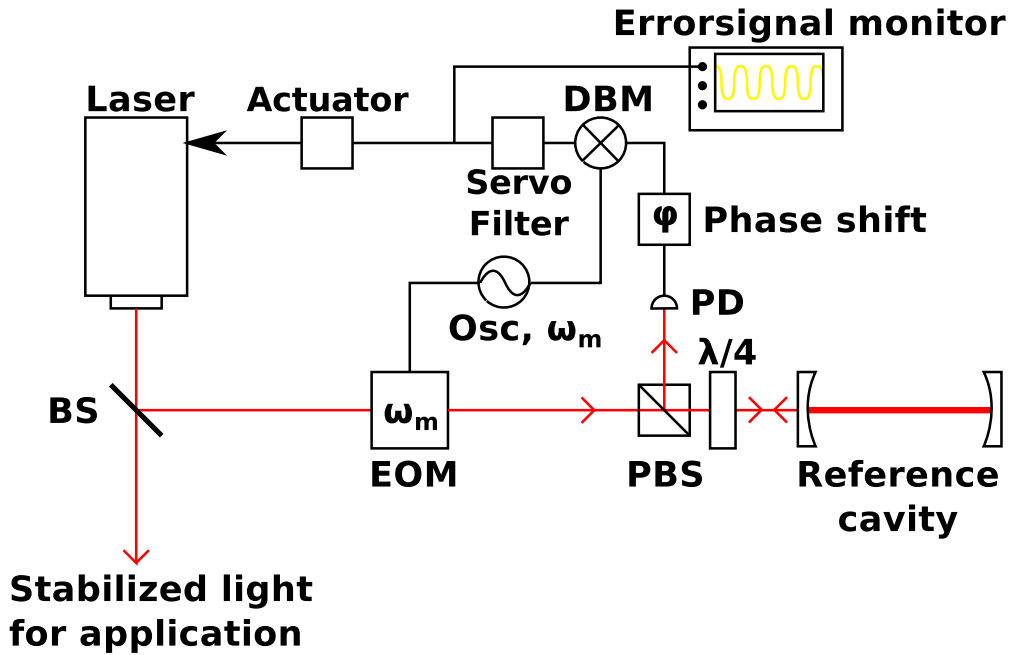 Errorsignal monitor
Laser
Actuator
DBM
Servo
Filter
φ
Phase shift
PD
Osc, ωm
λ/4
BS
ωm
EOM
PBS
Reference
cavity
Stabilized light
for application